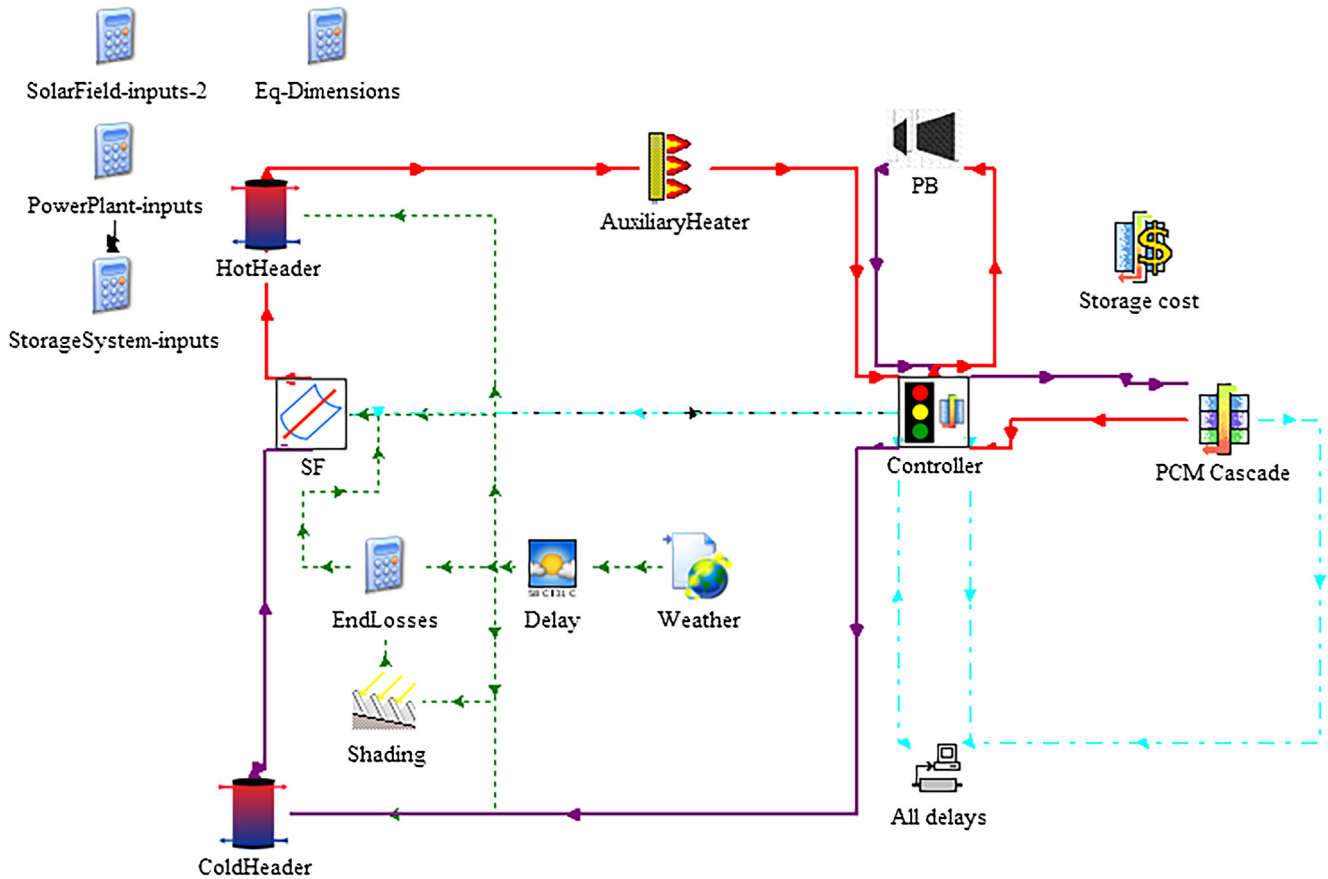 SolarField-inputs-2
Eq-Dimensions
PowerPlant-inputs
PB
AuxiliaryHeater
HotHeader
Storage cost
StorageSystem-inputs
SF
Controller
PCM Cascade
EndLosses
Delay
Weather
Shading
All delays
ColdHeader